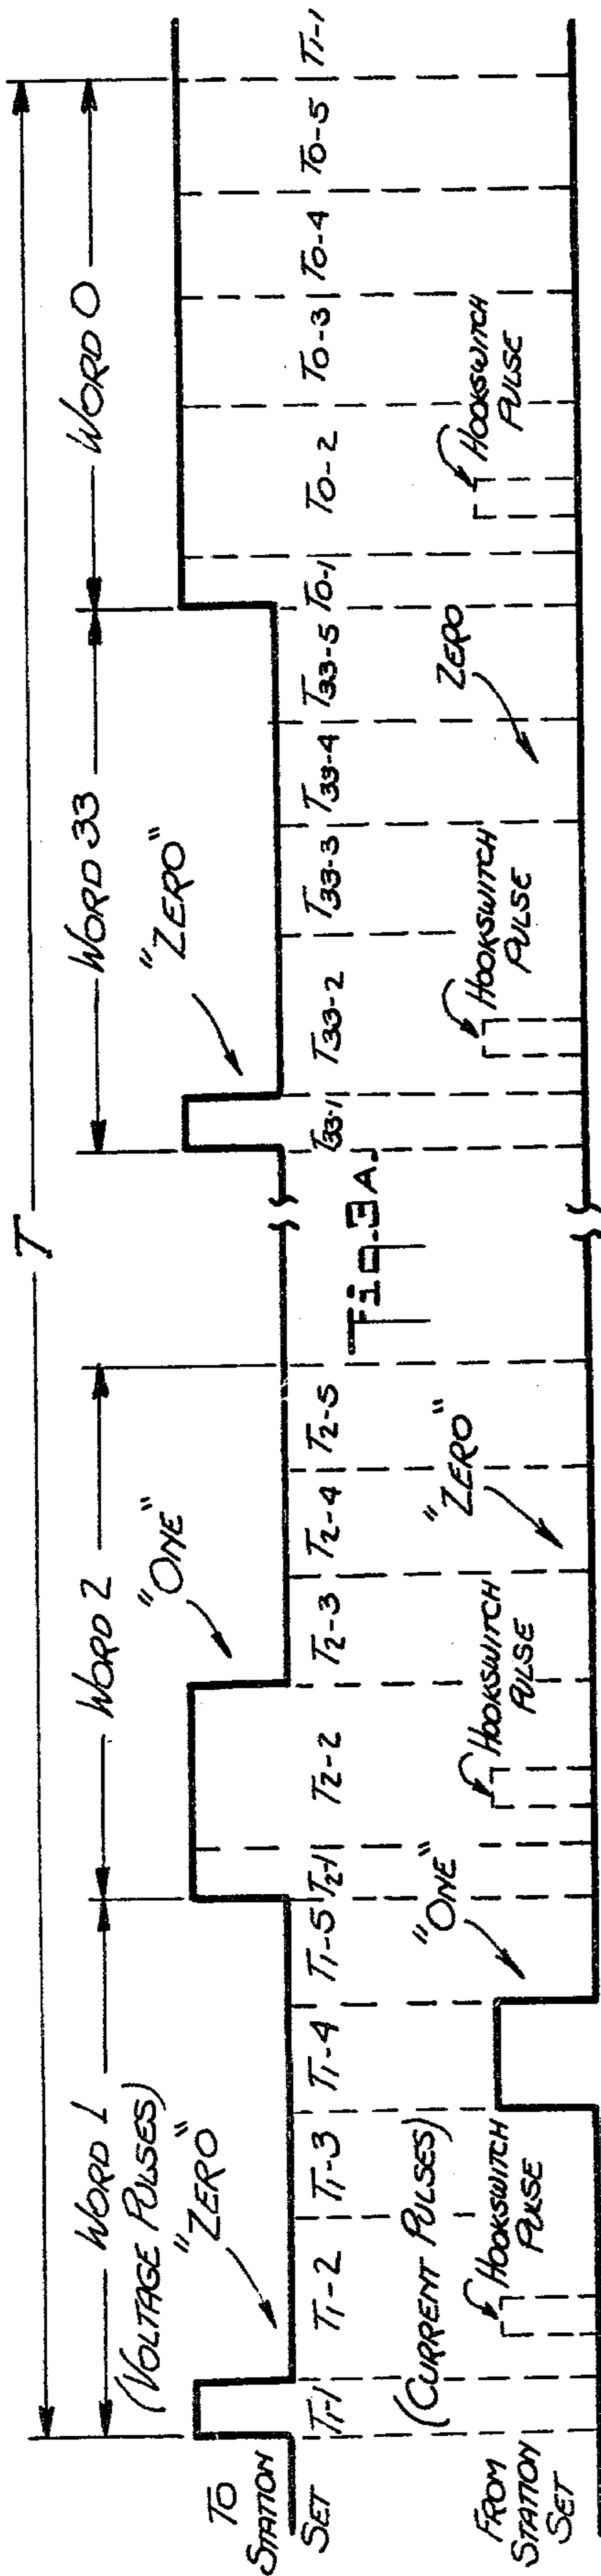 T
WORD 1
WORD 2
WORD 33
WORD 0
(VOLTAGE PULSES)
"ZERO"
"ONE"
"ZERO"
TO
STATION
SET
T1-1
T1-2
T1-3
T1-4
T1-5
T2-1
T2-2
T2-3
T2-4
T2-5
Fig. 3A.
T33-1
T33-2
T33-3
T33-4
T33-5
T0-1
T0-2
T0-3
T0-4
T0-5
T1-1
(CURRENT PULSES)
FROM
STATION
SET
HOOKSWITCH
PULSE
"ONE"
HOOKSWITCH
PULSE
"ZERO"
HOOKSWITCH
PULSE
ZERO
HOOKSWITCH
PULSE